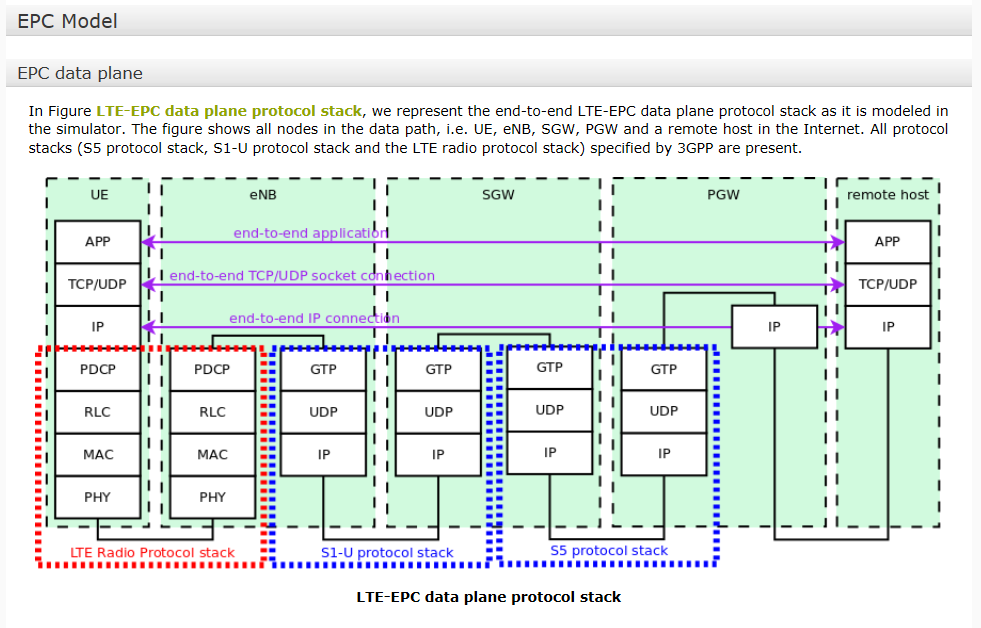 EPC Model
EPC data plane
In Figure LTE-EPC data plane protocol stack, we represent the end-to-end LTE-EPC data plane protocol stack as it is modeled in
the simulator. The figure shows all nodes in the data path, i.e. UE, eNB, SGW, PGW and a remote host in the Internet. All protocol
stacks (S5 protocol stack, S1-U protocol stack and the LTE radio protocol stack) specified by 3GPP are present.
UE eNB SGW PGW remote host
APP end-to-end application APP
TCP/UDP end-to-end TCP/UDP socket connection TCP/UDP
IP end-to-end IP connection IP IP
PDCP PDCP GTP GTP GTP GTP
RLC RLC UDP UDP UDP UDP
MAC MAC IP IP IP IP
PHY PHY
LTE Radio Protocol stack S1-U protocol stack S5 protocol stack
LTE-EPC data plane protocol stack